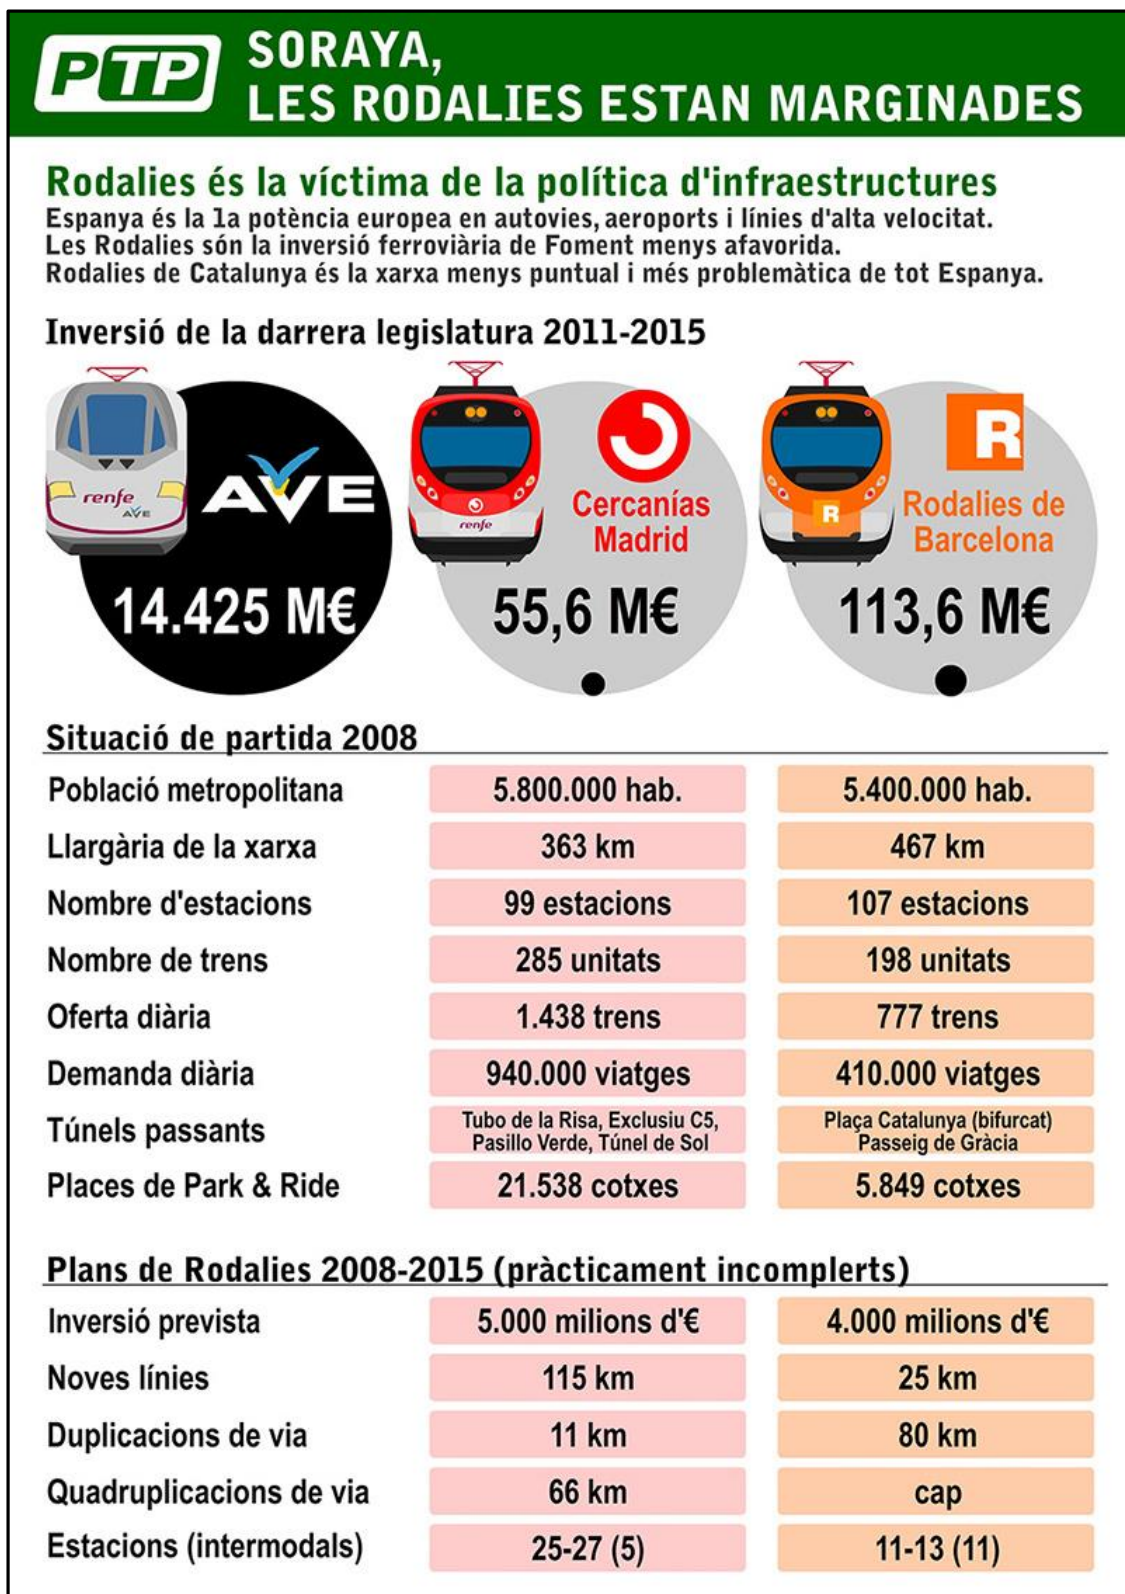 PTP
SORAYA,
LES RODALIES ESTAN MARGINADES
Rodalies és la víctima de la política d'infraestructures
Espanya és la 1a potència europea en autovies, aeroports i línies d'alta velocitat.
Les Rodalies són la inversió ferroviària de Foment menys afavorida.
Rodalies de Catalunya és la xarxa menys puntual i més problemàtica de tot Espanya.
Inversió de la darrera legislatura 2011-2015
renfe
AVE
AVE
14.425 M€
renfe
Cercanías
Madrid
55,6 M€
R
R
Rodalies de
Barcelona
113,6 M€
Situació de partida 2008
Població metropolitana 5.800.000 hab. 5.400.000 hab.
Llargària de la xarxa 363 km 467 km
Nombre d'estacions 99 estacions 107 estacions
Nombre de trens 285 unitats 198 unitats
Oferta diària 1.438 trens 777 trens
Demanda diària 940.000 viatges 410.000 viatges
Túnels passants Tubo de la Risa, Exclusiu C5, Plaça Catalunya (bifurcat)
Pasillo Verde, Túnel de Sol Passeig de Gràcia
Places de Park & Ride 21.538 cotxes 5.849 cotxes
Plans de Rodalies 2008-2015 (pràcticament incomplerts)
Inversió prevista 5.000 milions d'€ 4.000 milions d'€
Noves línies 115 km 25 km
Duplicacions de via 11 km 80 km
Quadruplicacions de via 66 km cap
Estacions (intermodals) 25-27 (5) 11-13 (11)